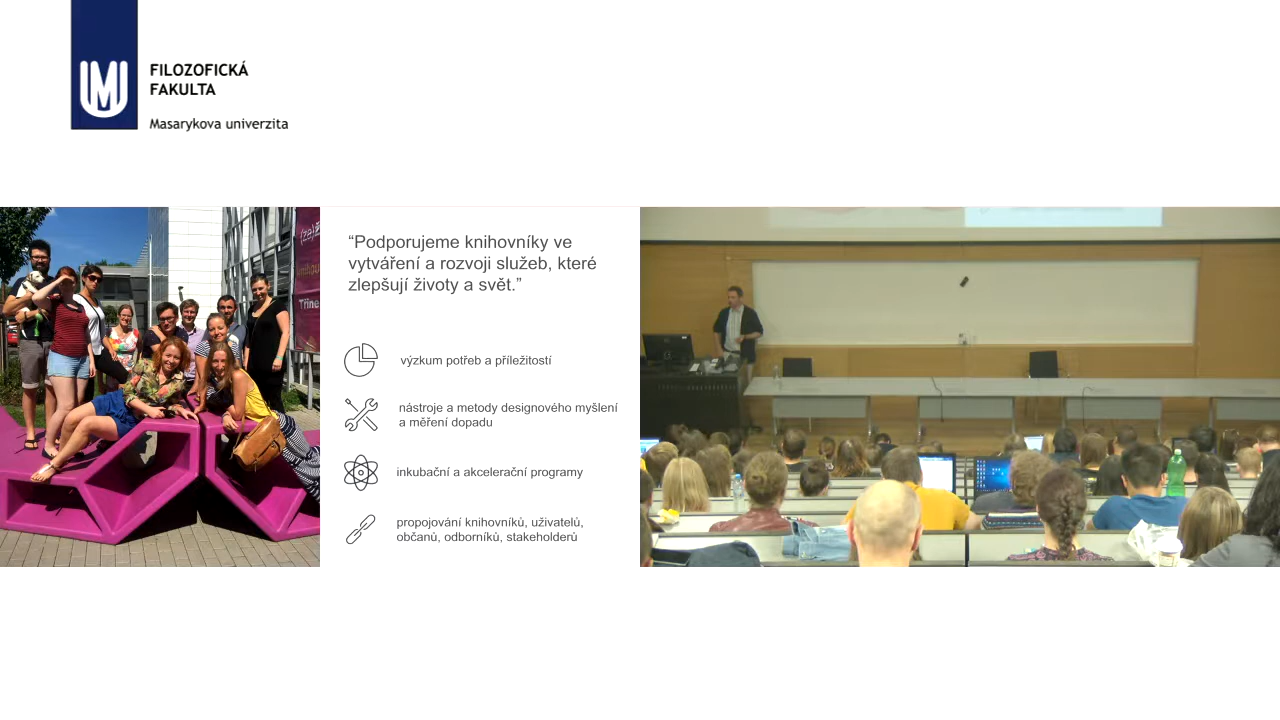 FILOZOFICKÁ
FAKULTA
Masarykova univerzita
“Podporujeme knihovníky ve
vytváření a rozvoji služeb, které
zlepšují životy a svět.”
výzkum potřeb a příležitostí
nástroje a metody designového myšlení
a měření dopadu
inkubační a akcelerační programy
propojování knihovníků, uživatelů,
občanů, odborníků, stakeholderů